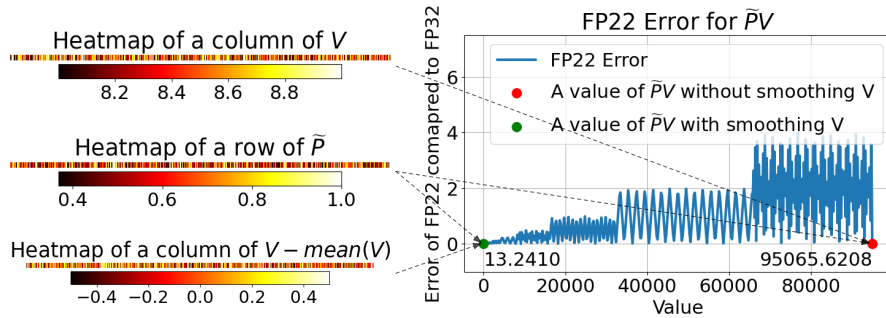 Heatmap of a column of V
8.2 8.4 8.6 8.8
Heatmap of a row of P̃
0.4 0.6 0.8 1.0
Heatmap of a column of V − mean(V)
−0.4 −0.2 0.0 0.2 0.4
FP22 Error for P̃V
Error of FP22 comapred to FP32
6
4
2
0
FP22 Error
A value of P̃V without smoothing V
A value of P̃V with smoothing V
13.2410
95065.6208
0 20000 40000 60000 80000
Value